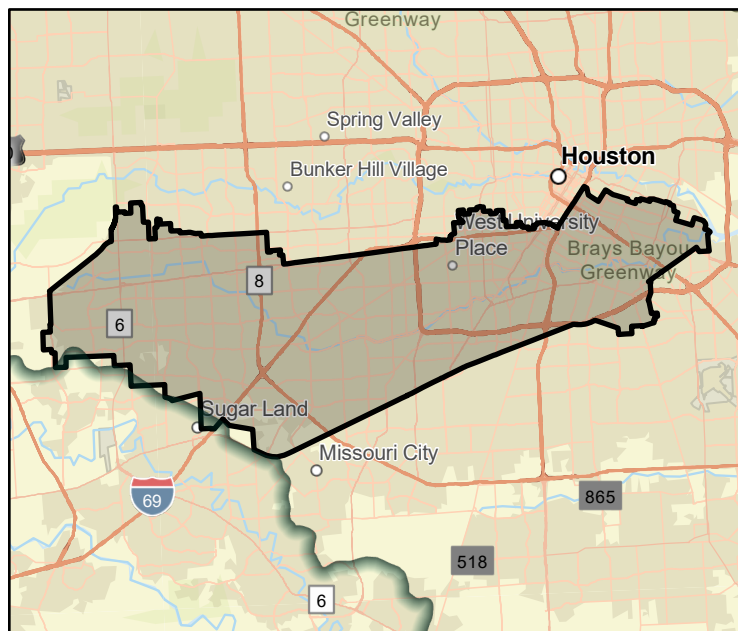 Greenway
Spring Valley
Houston
Bunker Hill Village
West University
Place
Brays Bayou
Greenway
8
6
Sugar Land
Missouri City
69
865
518
6